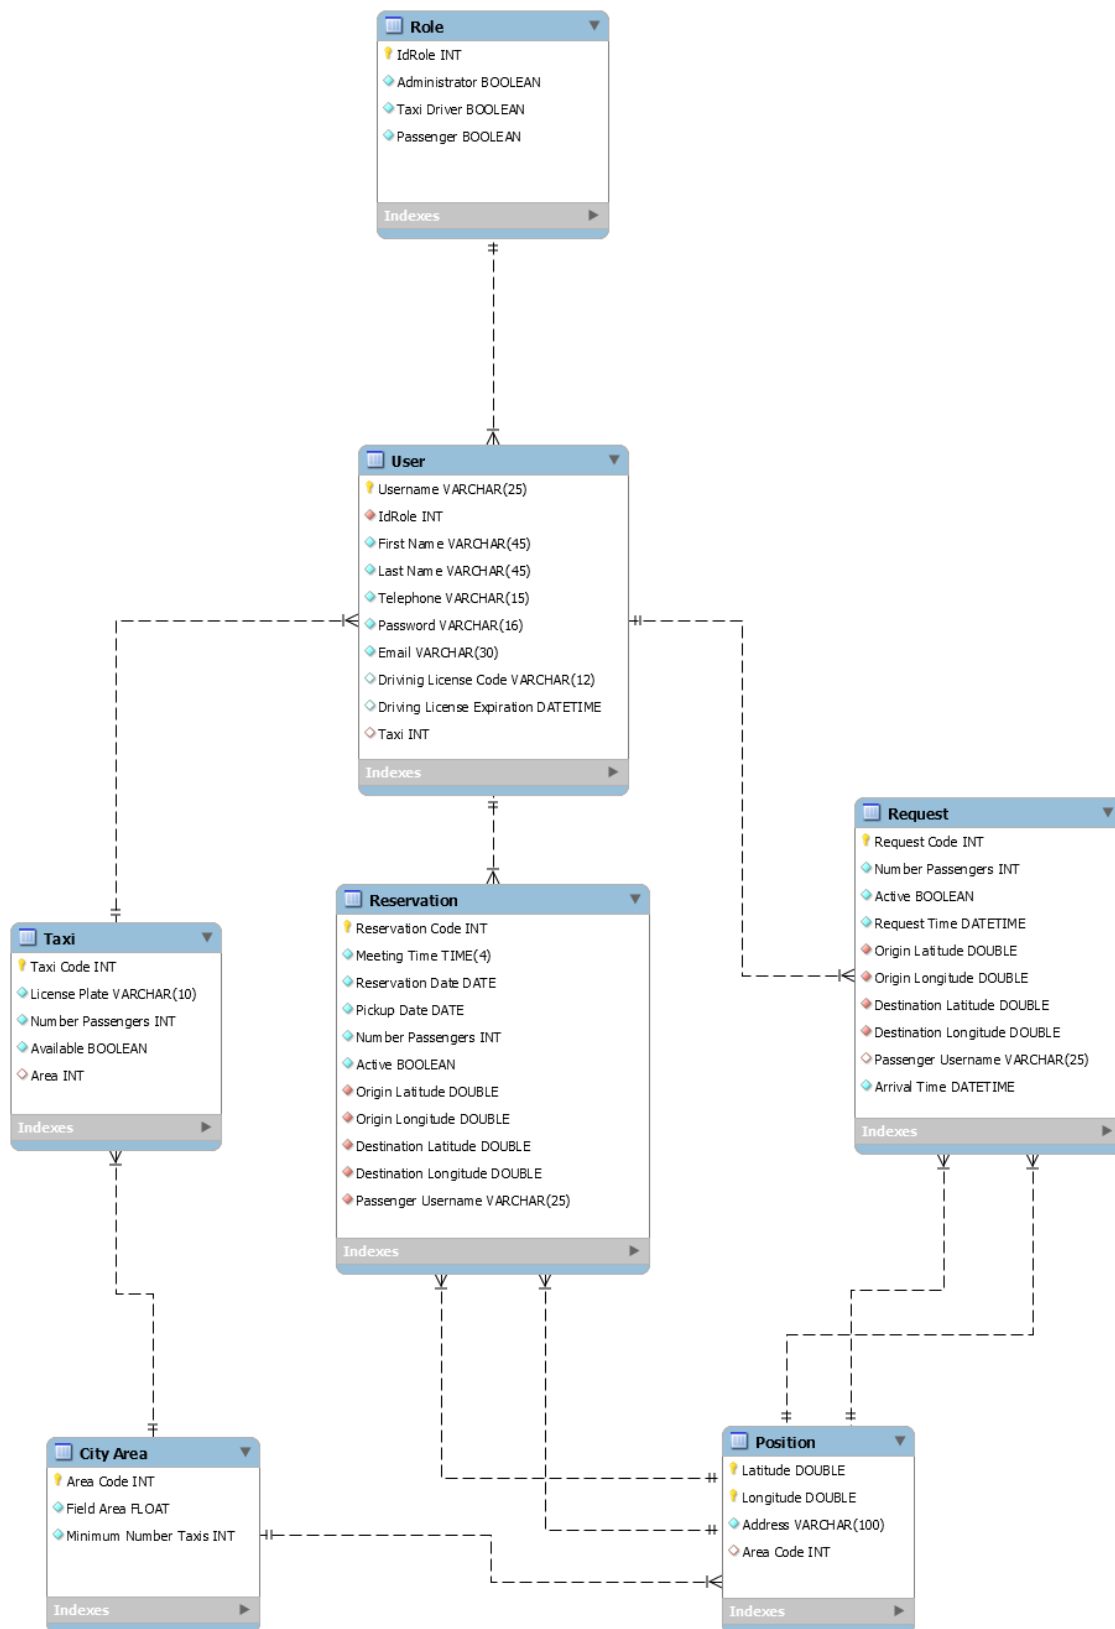 Role
IdRole INT
Administrator BOOLEAN
Taxi Driver BOOLEAN
Passenger BOOLEAN
Indexes
User
Username VARCHAR(25)
IdRole INT
First Name VARCHAR(45)
Last Name VARCHAR(45)
Telephone VARCHAR(15)
Password VARCHAR(16)
Email VARCHAR(30)
Drivinig License Code VARCHAR(12)
Driving License Expiration DATETIME
Taxi INT
Indexes
Request
Request Code INT
Number Passengers INT
Active BOOLEAN
Request Time DATETIME
Origin Latitude DOUBLE
Origin Longitude DOUBLE
Destination Latitude DOUBLE
Destination Longitude DOUBLE
Passenger Username VARCHAR(25)
Arrival Time DATETIME
Indexes
Reservation
Reservation Code INT
Meeting Time TIME(4)
Reservation Date DATE
Pickup Date DATE
Number Passengers INT
Active BOOLEAN
Origin Latitude DOUBLE
Origin Longitude DOUBLE
Destination Latitude DOUBLE
Destination Longitude DOUBLE
Passenger Username VARCHAR(25)
Indexes
Taxi
Taxi Code INT
License Plate VARCHAR(10)
Number Passengers INT
Available BOOLEAN
Area INT
Indexes
City Area
Area Code INT
Field Area FLOAT
Minimum Number Taxis INT
Indexes
Position
Latitude DOUBLE
Longitude DOUBLE
Address VARCHAR(100)
Area Code INT
Indexes